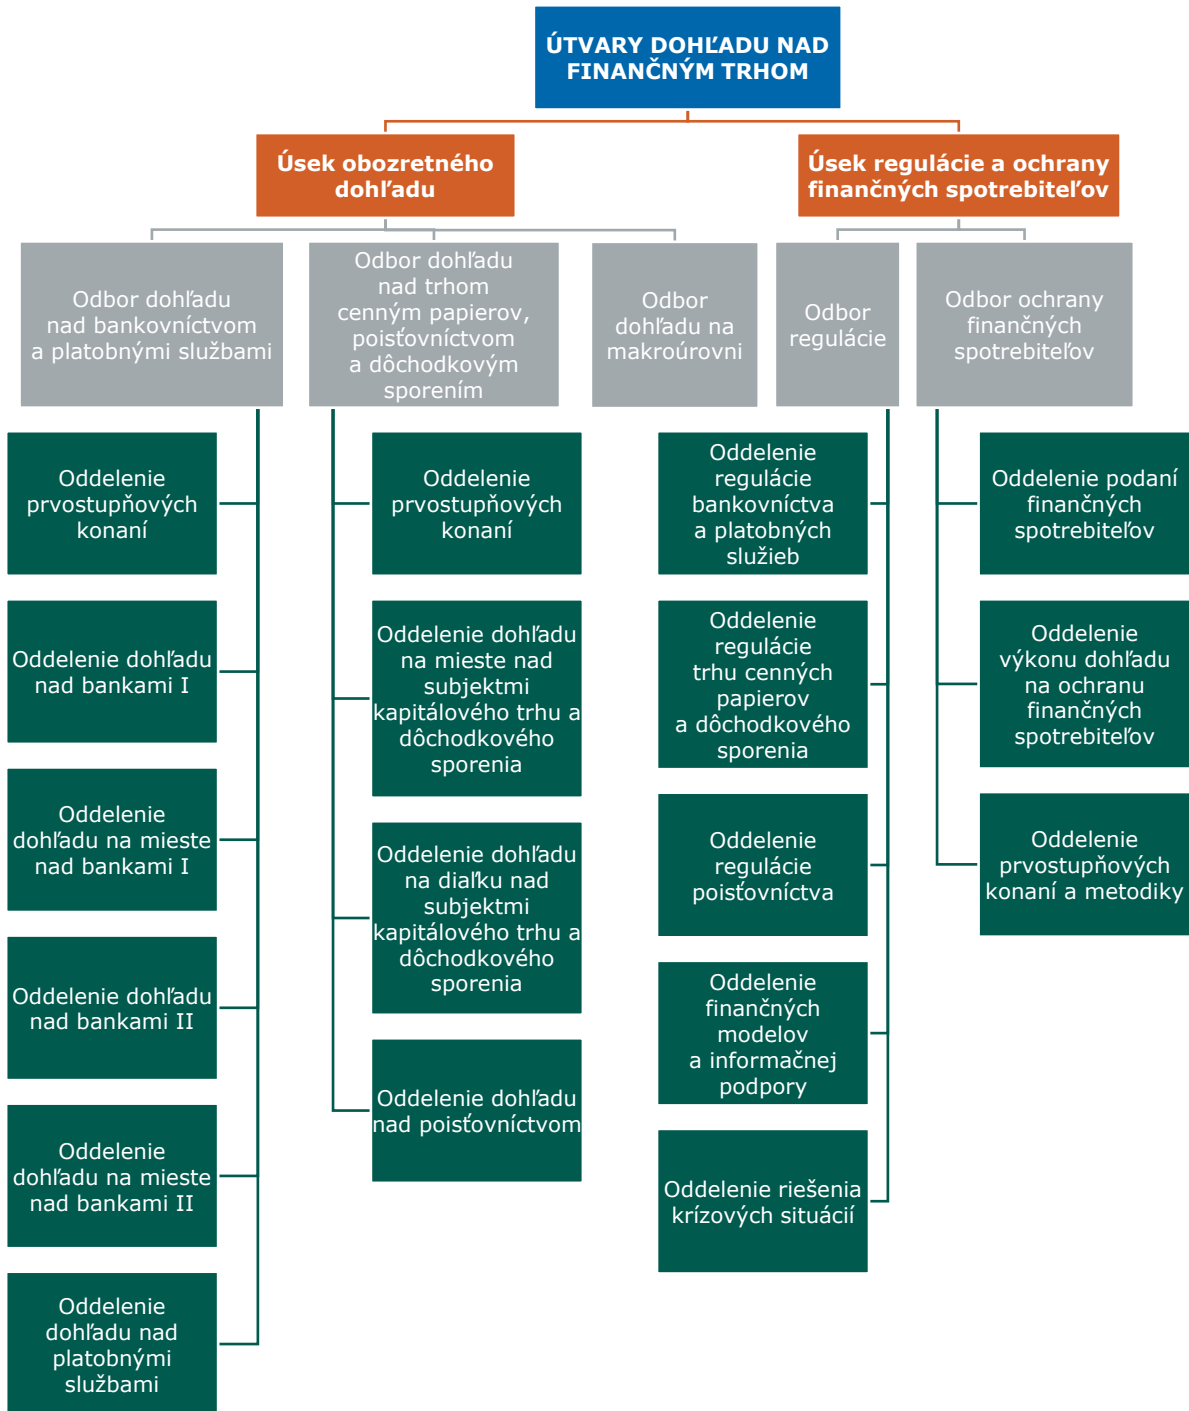 ÚTVARY DOHĽADU NAD
FINANČNÝM TRHOM
Úsek obozretného
dohľadu
Úsek regulácie a ochrany
finančných spotrebiteľov
Odbor dohľadu
nad bankovníctvom
a platobnými službami
Odbor dohľadu
nad trhom
cenným papierov,
poisťovníctvom
a dôchodkovým
sporením
Odbor
dohľadu na
makroúrovni
Odbor
regulácie
Odbor ochrany
finančných
spotrebiteľov
Oddelenie
prvostupňových
konaní
Oddelenie dohľadu
nad bankami I
Oddelenie
dohľadu na mieste
nad bankami I
Oddelenie dohľadu
nad bankami II
Oddelenie
dohľadu na mieste
nad bankami II
Oddelenie
dohľadu nad
platobnými
službami
Oddelenie
prvostupňových
konaní
Oddelenie dohľadu
na mieste nad
subjektmi
kapitálového trhu a
dôchodkového
sporenia
Oddelenie dohľadu
na diaľku nad
subjektmi
kapitálového trhu a
dôchodkového
sporenia
Oddelenie dohľadu
nad poisťovníctvom
Oddelenie
regulácie
bankovníctva
a platobných
služieb
Oddelenie
regulácie
trhu cenných
papierov
a dôchodkového
sporenia
Oddelenie
regulácie
poisťovníctva
Oddelenie
finančných
modelov
a informačnej
podpory
Oddelenie riešenia
krízových situácií
Oddelenie podaní
finančných
spotrebiteľov
Oddelenie
výkonu dohľadu
na ochranu
finančných
spotrebiteľov
Oddelenie
prvostupňových
konaní a metodiky